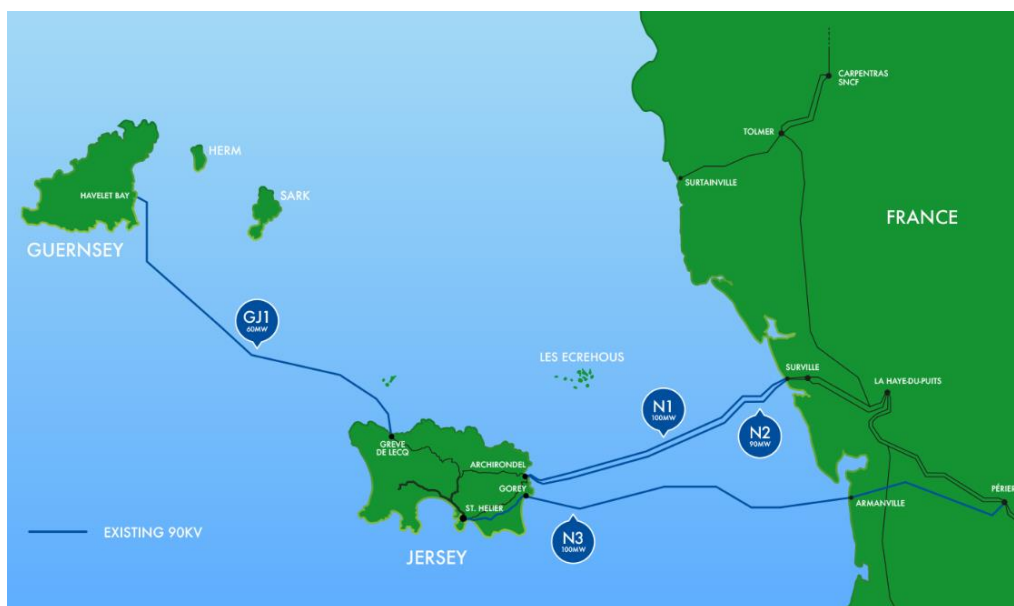 CARPENTRAS
SNCF
TOLMER
HERM
SURTAINVILLE
SARK
HAVELET BAY
FRANCE
GUERNSEY
GJ1
60MW
LES ECREHOUS
SURVILLE
LA HAYE-DU-PUITS
N1
100MW
N2
90MW
GREVE
DE LECQ
ARCHIRONDEL
GOREY
PÉRIER
ARMANVILLE
ST. HELIER
EXISTING 90KV
N3
100MW
JERSEY